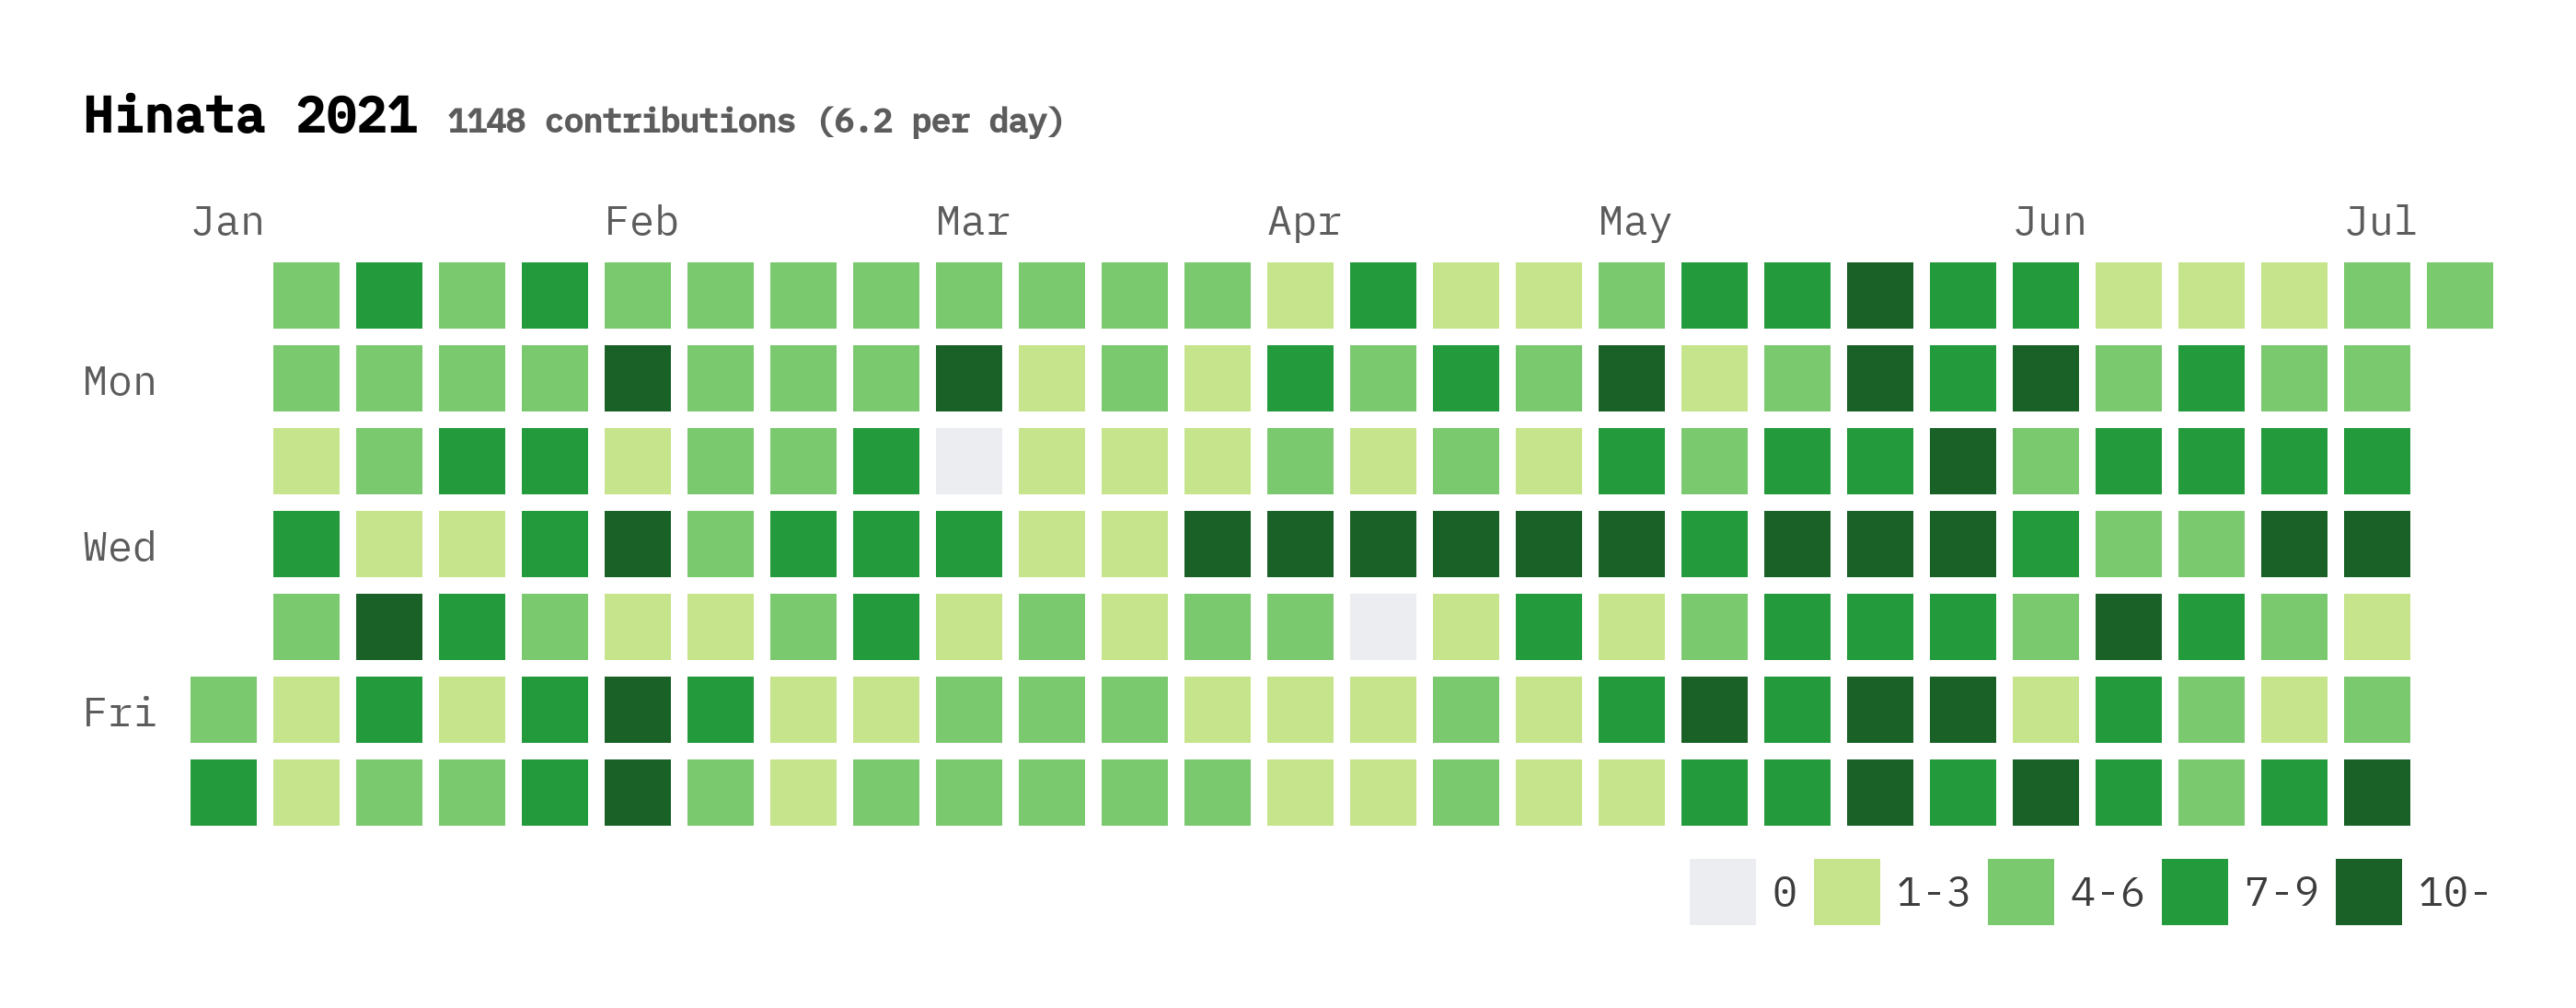 Hinata 2021 1148 contributions (6.2 per day)
Jan Feb Mar Apr May Jun Jul
Mon
Wed
Fri
0 1-3 4-6 7-9 10-